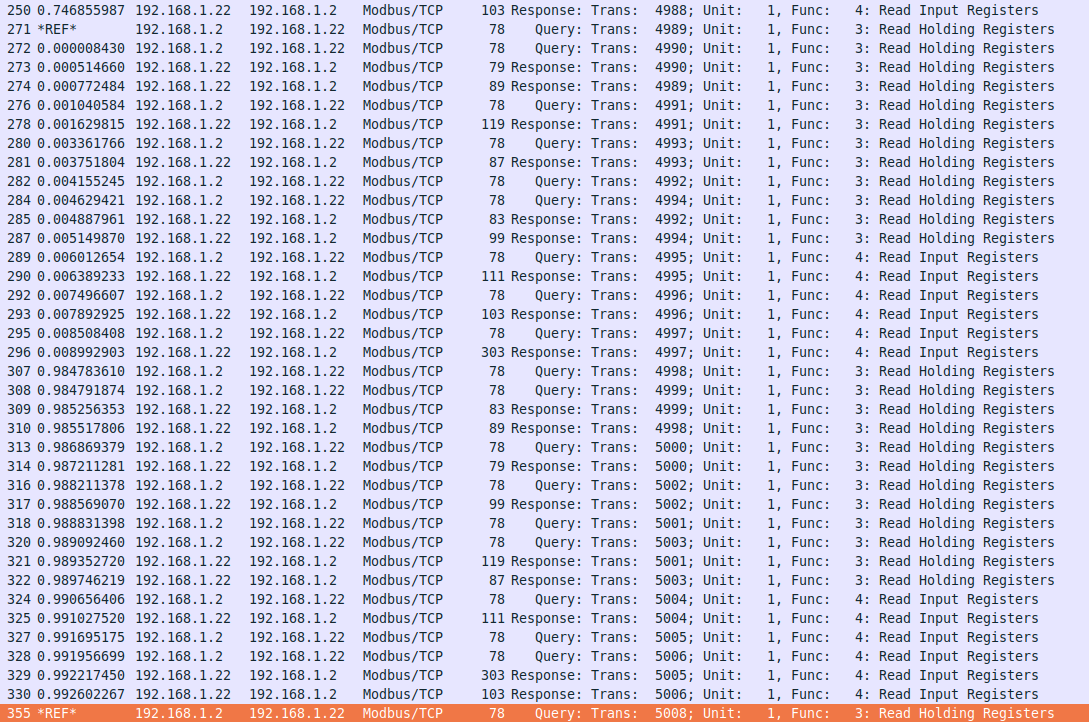 250 0.746855987 192.168.1.22 192.168.1.2 Modbus/TCP 103 Response: Trans: 4988; Unit: 1, Func: 4: Read Input Registers
271 *REF* 192.168.1.2 192.168.1.22 Modbus/TCP 78 Query: Trans: 4989; Unit: 1, Func: 3: Read Holding Registers
272 0.000008430 192.168.1.2 192.168.1.22 Modbus/TCP 78 Query: Trans: 4990; Unit: 1, Func: 3: Read Holding Registers
273 0.000514660 192.168.1.22 192.168.1.2 Modbus/TCP 79 Response: Trans: 4990; Unit: 1, Func: 3: Read Holding Registers
274 0.000772484 192.168.1.22 192.168.1.2 Modbus/TCP 89 Response: Trans: 4989; Unit: 1, Func: 3: Read Holding Registers
276 0.001040584 192.168.1.2 192.168.1.22 Modbus/TCP 78 Query: Trans: 4991; Unit: 1, Func: 3: Read Holding Registers
278 0.001629815 192.168.1.22 192.168.1.2 Modbus/TCP 119 Response: Trans: 4991; Unit: 1, Func: 3: Read Holding Registers
280 0.003361766 192.168.1.2 192.168.1.22 Modbus/TCP 78 Query: Trans: 4993; Unit: 1, Func: 3: Read Holding Registers
281 0.003751804 192.168.1.22 192.168.1.2 Modbus/TCP 87 Response: Trans: 4993; Unit: 1, Func: 3: Read Holding Registers
282 0.004155245 192.168.1.2 192.168.1.22 Modbus/TCP 78 Query: Trans: 4992; Unit: 1, Func: 3: Read Holding Registers
284 0.004629421 192.168.1.2 192.168.1.22 Modbus/TCP 78 Query: Trans: 4994; Unit: 1, Func: 3: Read Holding Registers
285 0.004887961 192.168.1.22 192.168.1.2 Modbus/TCP 83 Response: Trans: 4992; Unit: 1, Func: 3: Read Holding Registers
287 0.005149870 192.168.1.22 192.168.1.2 Modbus/TCP 99 Response: Trans: 4994; Unit: 1, Func: 3: Read Holding Registers
289 0.006012654 192.168.1.2 192.168.1.22 Modbus/TCP 78 Query: Trans: 4995; Unit: 1, Func: 4: Read Input Registers
290 0.006389233 192.168.1.22 192.168.1.2 Modbus/TCP 111 Response: Trans: 4995; Unit: 1, Func: 4: Read Input Registers
292 0.007496607 192.168.1.2 192.168.1.22 Modbus/TCP 78 Query: Trans: 4996; Unit: 1, Func: 4: Read Input Registers
293 0.007892925 192.168.1.22 192.168.1.2 Modbus/TCP 103 Response: Trans: 4996; Unit: 1, Func: 4: Read Input Registers
295 0.008508408 192.168.1.2 192.168.1.22 Modbus/TCP 78 Query: Trans: 4997; Unit: 1, Func: 4: Read Input Registers
296 0.008992903 192.168.1.22 192.168.1.2 Modbus/TCP 303 Response: Trans: 4997; Unit: 1, Func: 4: Read Input Registers
307 0.984783610 192.168.1.2 192.168.1.22 Modbus/TCP 78 Query: Trans: 4998; Unit: 1, Func: 3: Read Holding Registers
308 0.984791874 192.168.1.2 192.168.1.22 Modbus/TCP 78 Query: Trans: 4999; Unit: 1, Func: 3: Read Holding Registers
309 0.985256353 192.168.1.22 192.168.1.2 Modbus/TCP 83 Response: Trans: 4999; Unit: 1, Func: 3: Read Holding Registers
310 0.985517806 192.168.1.22 192.168.1.2 Modbus/TCP 89 Response: Trans: 4998; Unit: 1, Func: 3: Read Holding Registers
313 0.986869379 192.168.1.2 192.168.1.22 Modbus/TCP 78 Query: Trans: 5000; Unit: 1, Func: 3: Read Holding Registers
314 0.987211281 192.168.1.22 192.168.1.2 Modbus/TCP 79 Response: Trans: 5000; Unit: 1, Func: 3: Read Holding Registers
316 0.988211378 192.168.1.2 192.168.1.22 Modbus/TCP 78 Query: Trans: 5002; Unit: 1, Func: 3: Read Holding Registers
317 0.988569070 192.168.1.22 192.168.1.2 Modbus/TCP 99 Response: Trans: 5002; Unit: 1, Func: 3: Read Holding Registers
318 0.988831398 192.168.1.2 192.168.1.22 Modbus/TCP 78 Query: Trans: 5001; Unit: 1, Func: 3: Read Holding Registers
320 0.989092460 192.168.1.2 192.168.1.22 Modbus/TCP 78 Query: Trans: 5003; Unit: 1, Func: 3: Read Holding Registers
321 0.989352720 192.168.1.22 192.168.1.2 Modbus/TCP 119 Response: Trans: 5001; Unit: 1, Func: 3: Read Holding Registers
322 0.989746219 192.168.1.22 192.168.1.2 Modbus/TCP 87 Response: Trans: 5003; Unit: 1, Func: 3: Read Holding Registers
324 0.990656406 192.168.1.2 192.168.1.22 Modbus/TCP 78 Query: Trans: 5004; Unit: 1, Func: 4: Read Input Registers
325 0.991027520 192.168.1.22 192.168.1.2 Modbus/TCP 111 Response: Trans: 5004; Unit: 1, Func: 4: Read Input Registers
327 0.991695175 192.168.1.2 192.168.1.22 Modbus/TCP 78 Query: Trans: 5005; Unit: 1, Func: 4: Read Input Registers
328 0.991956699 192.168.1.2 192.168.1.22 Modbus/TCP 78 Query: Trans: 5006; Unit: 1, Func: 4: Read Input Registers
329 0.992217450 192.168.1.22 192.168.1.2 Modbus/TCP 303 Response: Trans: 5005; Unit: 1, Func: 4: Read Input Registers
330 0.992602267 192.168.1.22 192.168.1.2 Modbus/TCP 103 Response: Trans: 5006; Unit: 1, Func: 4: Read Input Registers
355 *REF* 192.168.1.2 192.168.1.22 Modbus/TCP 78 Query: Trans: 5008; Unit: 1, Func: 3: Read Holding Registers